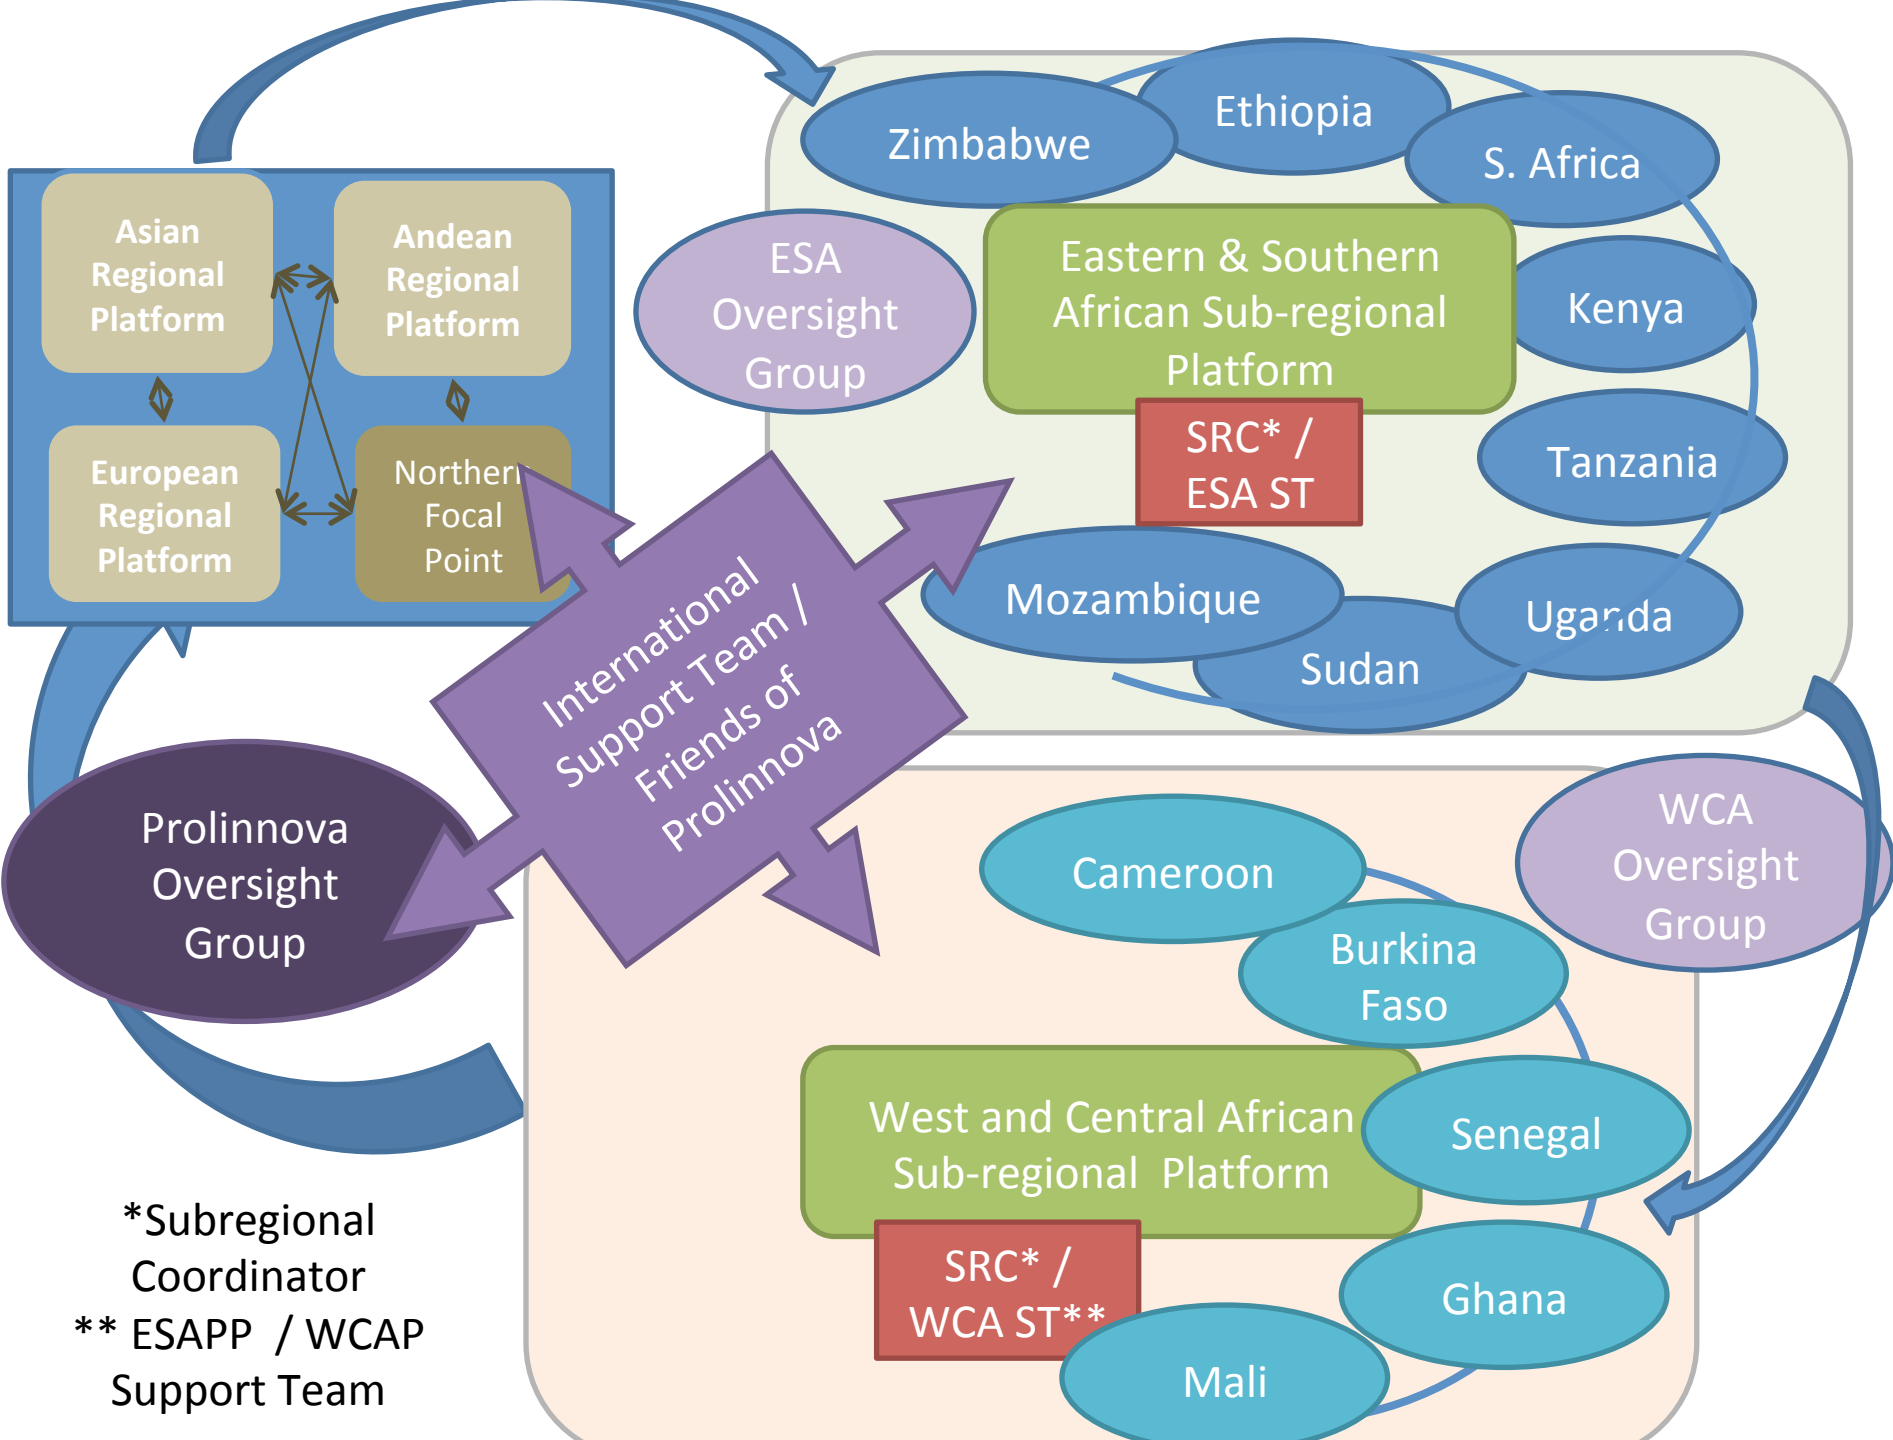 Zimbabwe
Ethiopia
S. Africa
Asian
Regional
Platform
Andean
Regional
Platform
ESA
Oversight
Group
Eastern & Southern
African Sub-regional
Platform
Kenya
SRC* /
ESA ST
Tanzania
European
Regional
Platform
Northern
Focal
Point
International
Support Team /
Friends of
Prolinnova
Mozambique
Sudan
Uganda
Prolinnova
Oversight
Group
WCA
Oversight
Group
Cameroon
Burkina
Faso
West and Central African
Sub-regional Platform
Senegal
SRC* /
WCA ST**
Ghana
Mali
*Subregional
Coordinator
** ESAPP / WCAP
Support Team